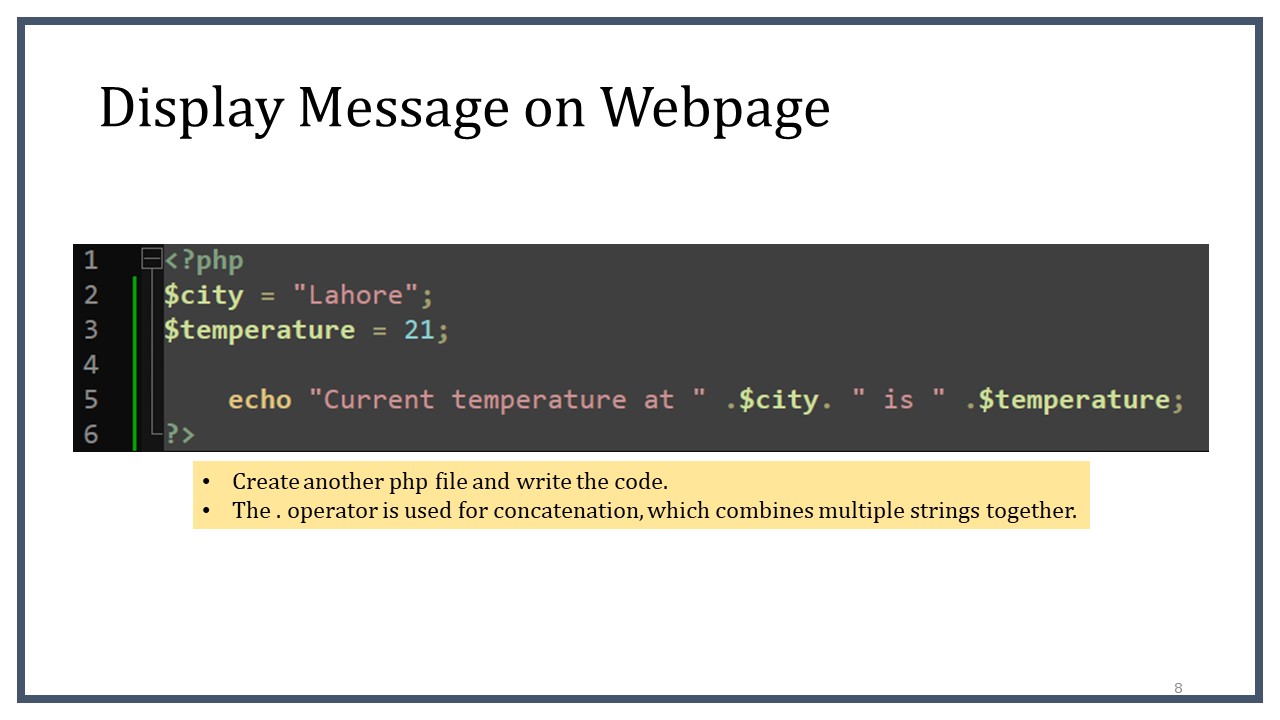 Display Message on Webpage
1 <?php
2 $city = "Lahore";
3 $temperature = 21;
4
5 echo "Current temperature at " .$city. " is " .$temperature;
6 ?>
• Create another php file and write the code.
• The . operator is used for concatenation, which combines multiple strings together.
8